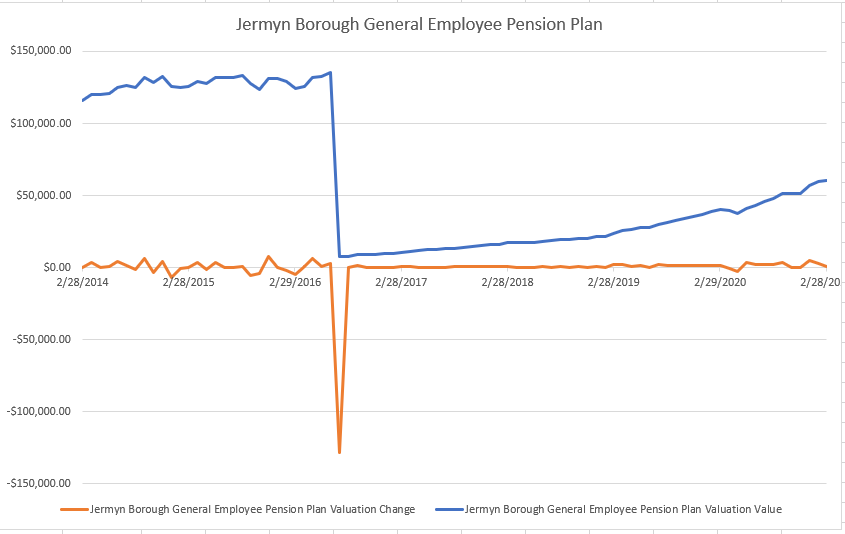 Jermyn Borough General Employee Pension Plan
$150,000.00
$100,000.00
$50,000.00
$0.00
2/28/2014 2/28/2015 2/29/2016 2/28/2017 2/28/2018 2/28/2019 2/29/2020 2/28/20
-$50,000.00
-$100,000.00
-$150,000.00
Jermyn Borough General Employee Pension Plan Valuation Change Jermyn Borough General Employee Pension Plan Valuation Value